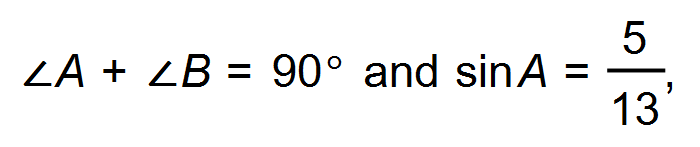 ∠A + ∠B = 90° and sin A = 5/13,